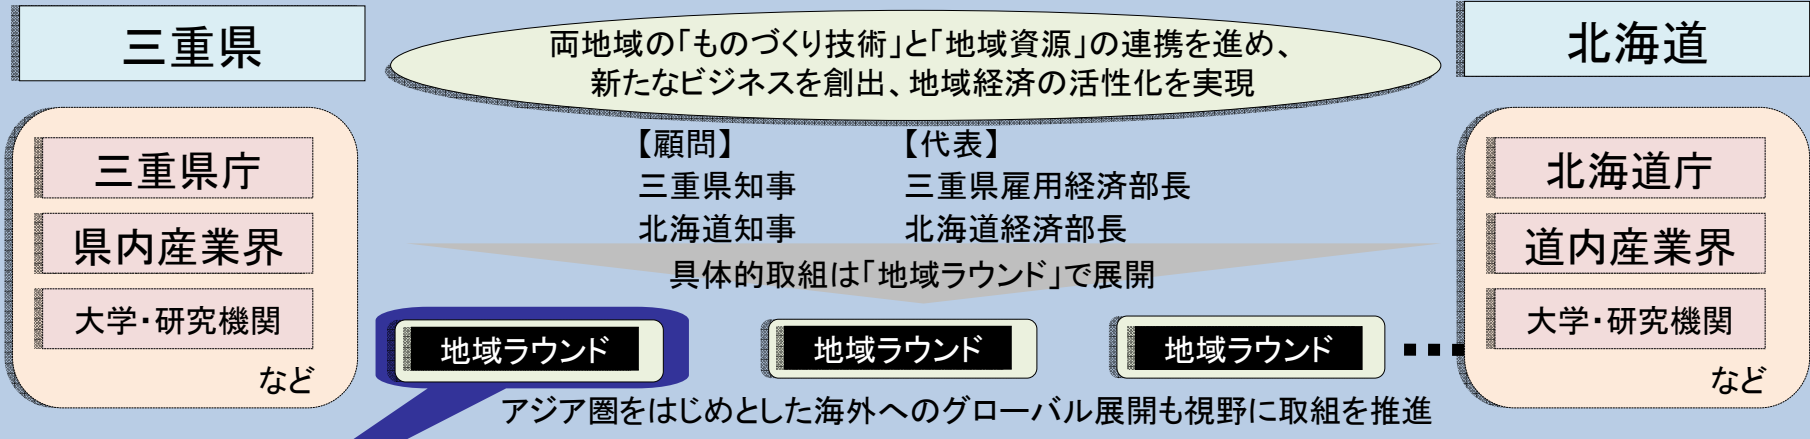 三重県
両地域の「ものづくり技術」と「地域資源」の連携を進め、
新たなビジネスを創出、地域経済の活性化を実現
北海道
三重県庁
県内産業界
大学・研究機関
など
【顧問】
三重県知事
北海道知事
【代表】
三重県雇用経済部長
北海道経済部長
具体的取組は「地域ラウンド」で展開
地域ラウンド
地域ラウンド
地域ラウンド
アジア圏をはじめとした海外へのグローバル展開も視野に取組を推進
北海道庁
道内産業界
大学・研究機関
など